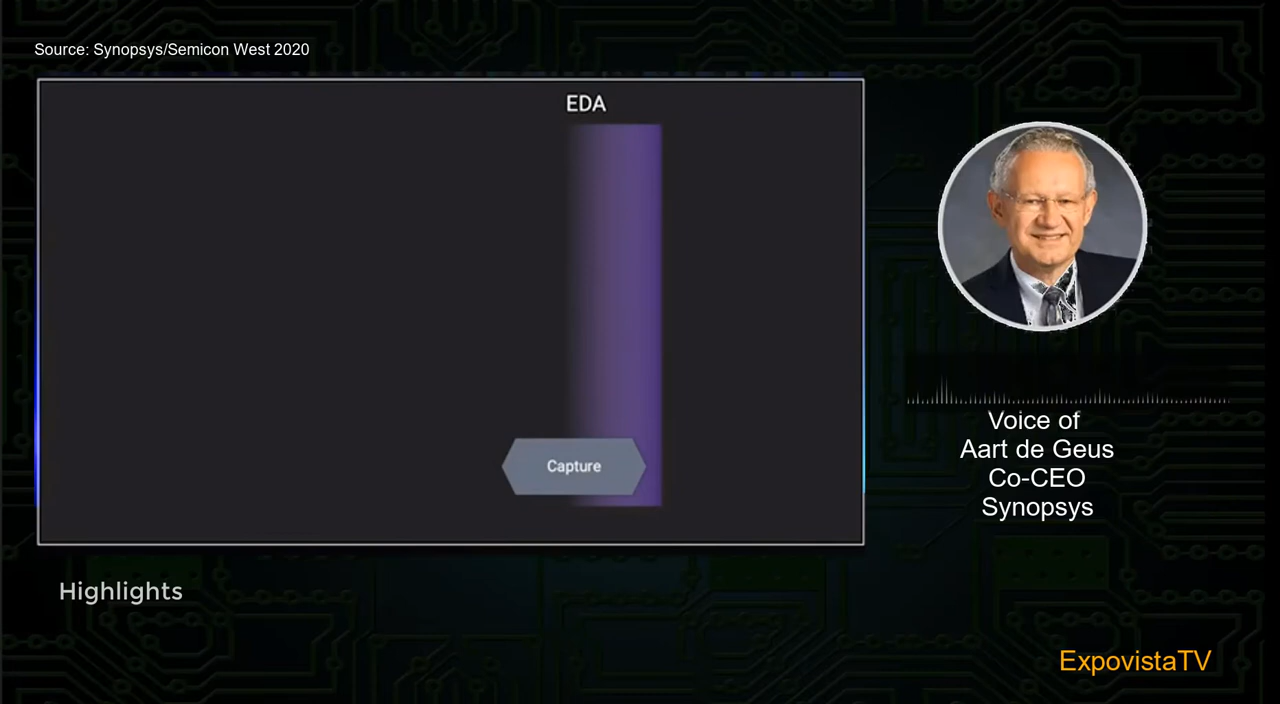 Source: Synopsys/Semicon West 2020
EDA
Capture
Voice of
Aart de Geus
Co-CEO
Synopsys
Highlights
ExpovistaTV